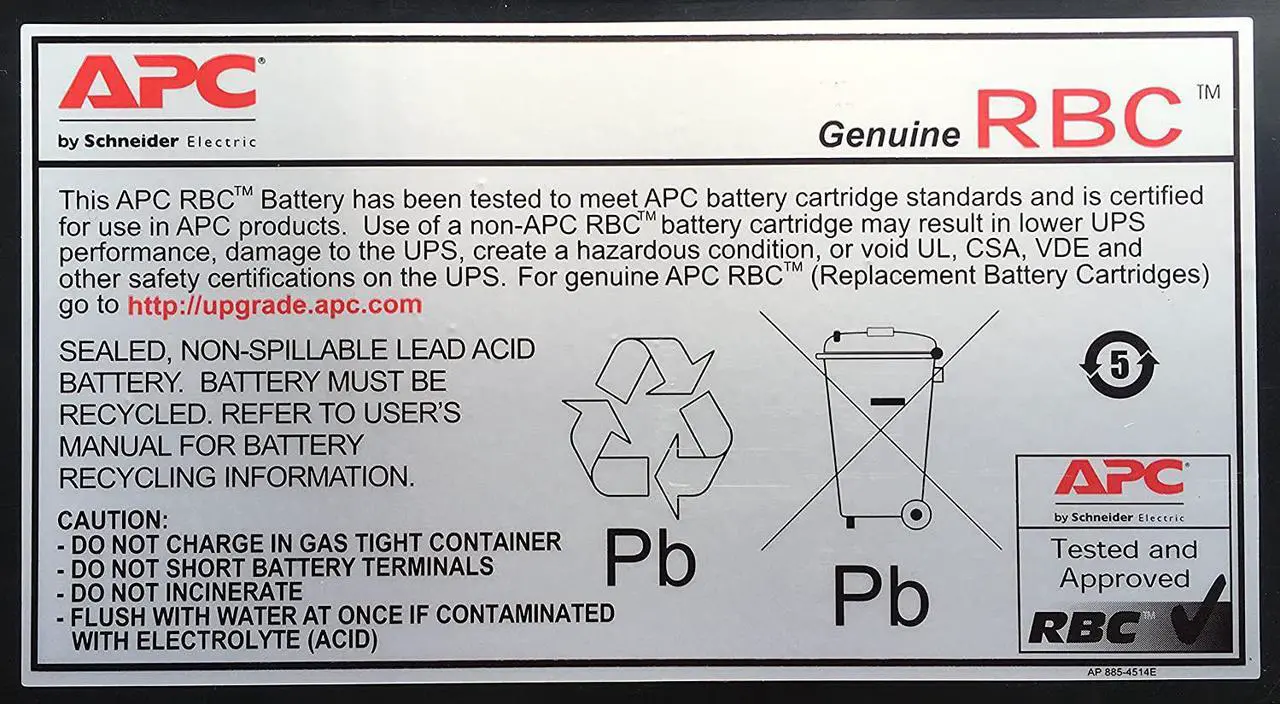 APC®
by Schneider Electric
Genuine RBC™
This APC RBC™ Battery has been tested to meet APC battery cartridge standards and is certified
for use in APC products. Use of a non-APC RBC™ battery cartridge may result in lower UPS
performance, damage to the UPS, create a hazardous condition, or void UL, CSA, VDE and
other safety certifications on the UPS. For genuine APC RBC™ (Replacement Battery Cartridges)
go to http://upgrade.apc.com
SEALED, NON-SPILLABLE LEAD ACID
BATTERY. BATTERY MUST BE
RECYCLED. REFER TO USER'S
MANUAL FOR BATTERY
RECYCLING INFORMATION.
CAUTION:
- DO NOT CHARGE IN GAS TIGHT CONTAINER
- DO NOT SHORT BATTERY TERMINALS
- DO NOT INCINERATE
- FLUSH WITH WATER AT ONCE IF CONTAMINATED
WITH ELECTROLYTE (ACID)
Pb
Pb
5
APC®
by Schneider Electric
Tested and
Approved
RBC™
AP 885-4514E